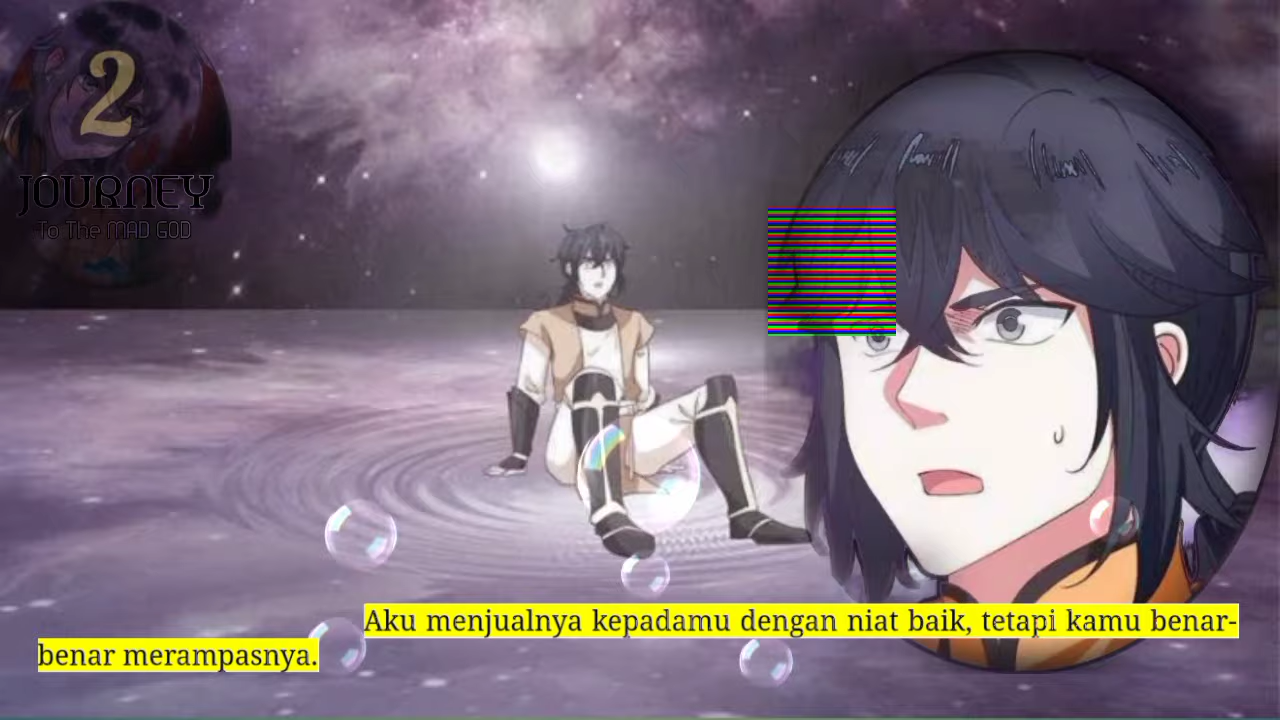 2
JOURNEY
To The MAD GOD
Aku menjualnya kepadamu dengan niat baik, tetapi kamu benar-
benar merampasnya.